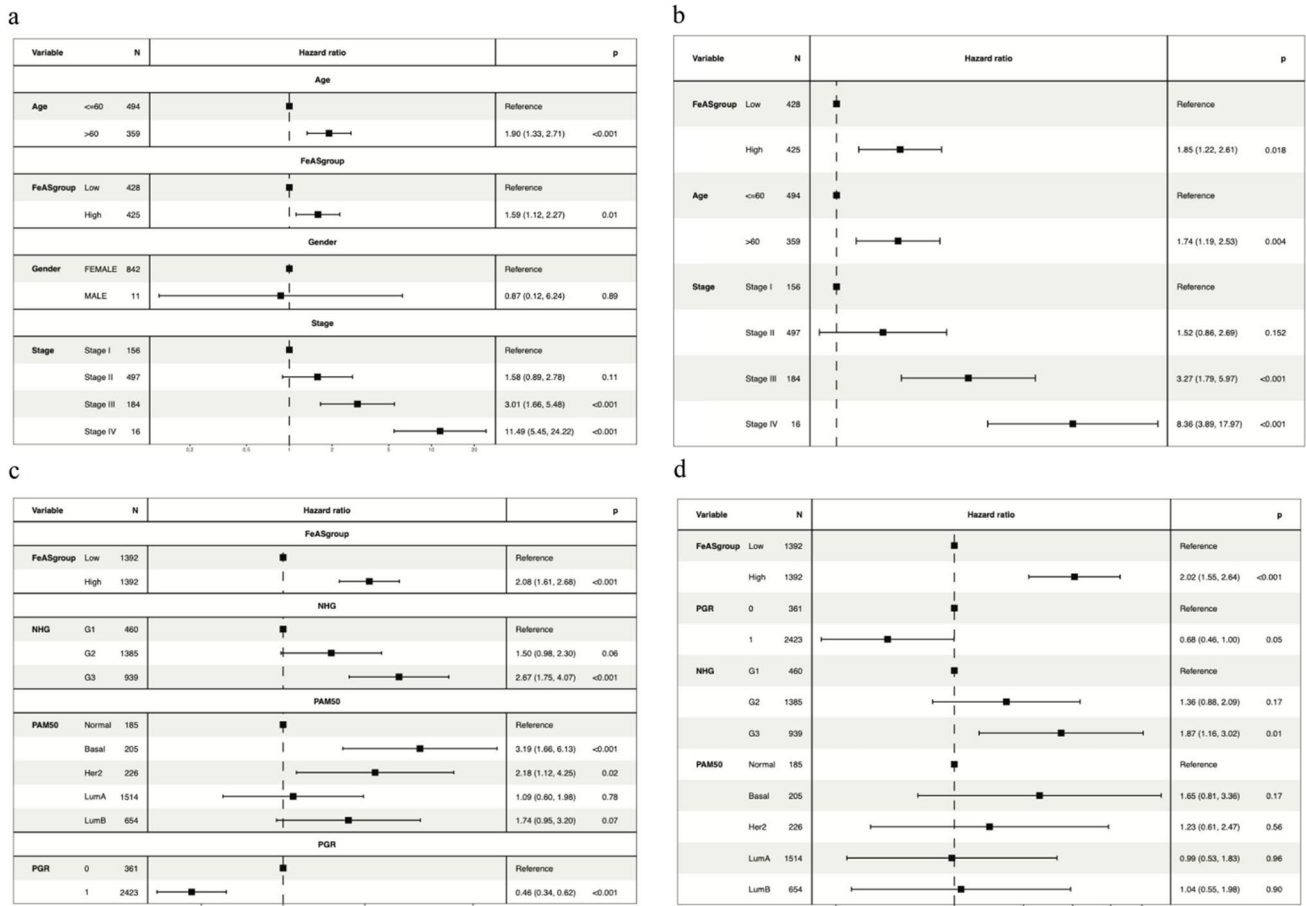 a
Variable N Hazard ratio p
Age
Age <=60 494 Reference
>60 359 1.90 (1.33, 2.71) <0.001
FeASgroup
FeASgroup Low 428 Reference
High 425 1.59 (1.12, 2.27) 0.01
Gender
Gender FEMALE 842 Reference
MALE 11 0.87 (0.12, 6.24) 0.89
Stage
Stage Stage I 156 Reference
Stage II 497 1.58 (0.89, 2.78) 0.11
Stage III 184 3.01 (1.66, 5.48) <0.001
Stage IV 16 11.49 (5.45, 24.22) <0.001
0.2 0.5 1 2 5 10 20
b
Variable N Hazard ratio p
FeASgroup Low 428 Reference
High 425 1.85 (1.22, 2.61) 0.018
Age <=60 494 Reference
>60 359 1.74 (1.19, 2.53) 0.004
Stage Stage I 156 Reference
Stage II 497 1.52 (0.86, 2.69) 0.152
Stage III 184 3.27 (1.79, 5.97) <0.001
Stage IV 16 8.36 (3.89, 17.97) <0.001
c
Variable N Hazard ratio p
FeASgroup
FeASgroup Low 1392 Reference
High 1392 2.08 (1.61, 2.68) <0.001
NHG
NHG G1 460 Reference
G2 1385 1.50 (0.98, 2.30) 0.06
G3 939 2.67 (1.75, 4.07) <0.001
PAM50
PAM50 Normal 185 Reference
Basal 205 3.19 (1.66, 6.13) <0.001
Her2 226 2.18 (1.12, 4.25) 0.02
LumA 1514 1.09 (0.60, 1.98) 0.78
LumB 654 1.74 (0.95, 3.20) 0.07
PGR
PGR 0 361 Reference
1 2423 0.46 (0.34, 0.62) <0.001
d
Variable N Hazard ratio p
FeASgroup Low 1392 Reference
High 1392 2.02 (1.55, 2.64) <0.001
PGR 0 361 Reference
1 2423 0.68 (0.46, 1.00) 0.05
NHG G1 460 Reference
G2 1385 1.36 (0.88, 2.09) 0.17
G3 939 1.87 (1.16, 3.02) 0.01
PAM50 Normal 185 Reference
Basal 205 1.65 (0.81, 3.36) 0.17
Her2 226 1.23 (0.61, 2.47) 0.56
LumA 1514 0.99 (0.53, 1.83) 0.96
LumB 654 1.04 (0.55, 1.98) 0.90